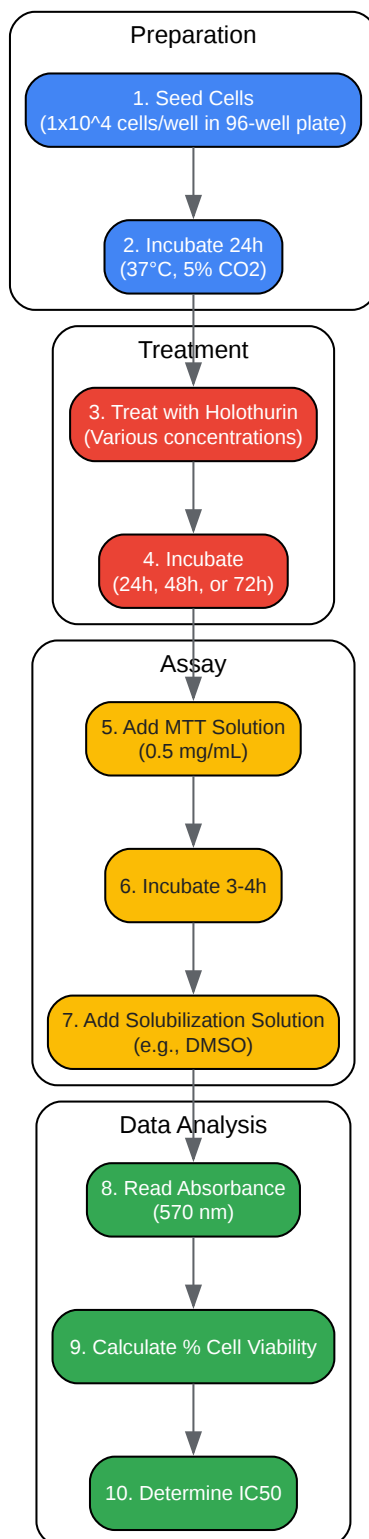 Preparation
1. Seed Cells
(1x10^4 cells/well in 96-well plate)
2. Incubate 24h
(37°C, 5% CO2)
Treatment
3. Treat with Holothurin
(Various concentrations)
4. Incubate
(24h, 48h, or 72h)
Assay
5. Add MTT Solution
(0.5 mg/mL)
6. Incubate 3-4h
7. Add Solubilization Solution
(e.g., DMSO)
Data Analysis
8. Read Absorbance
(570 nm)
9. Calculate % Cell Viability
10. Determine IC50